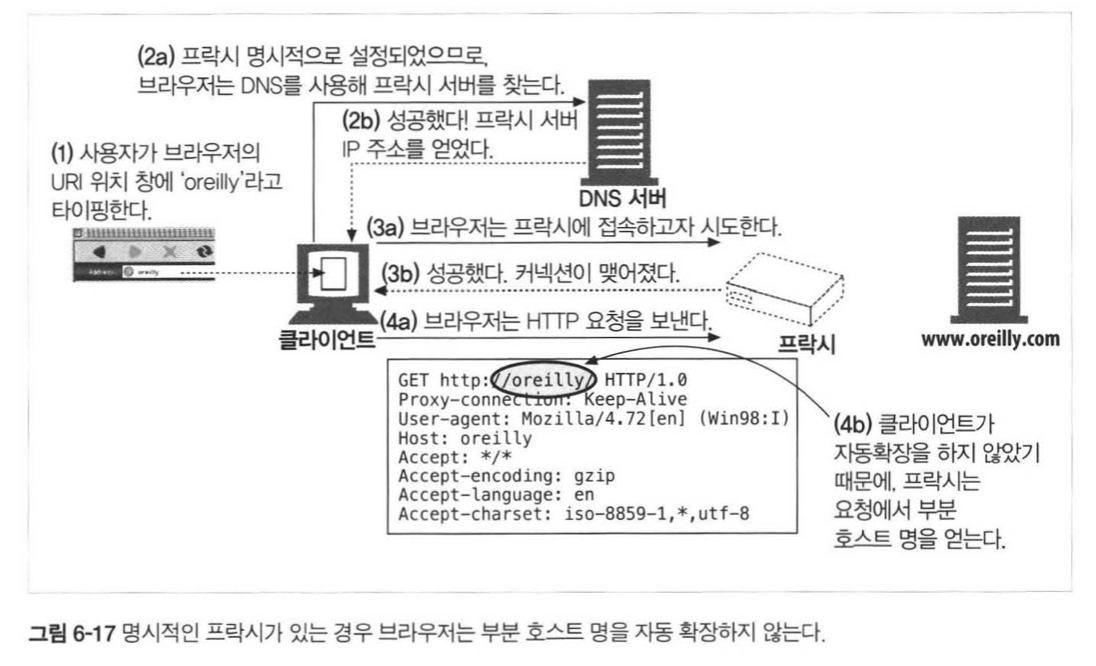 (2a) 프락시 명시적으로 설정되었으므로,
브라우저는 DNS를 사용해 프락시 서버를 찾는다.
(2b) 성공했다! 프락시 서버
IP 주소를 얻었다.
(1) 사용자가 브라우저의
URI 위치 창에 ‘oreilly’라고
타이핑한다.
DNS 서버
(3a) 브라우저는 프락시에 접속하고자 시도한다.
Address:
oreilly
(3b) 성공했다. 커넥션이 맺어졌다.
(4a) 브라우저는 HTTP 요청을 보낸다.
클라이언트
프락시
www.oreilly.com
GET http://oreilly/ HTTP/1.0
Proxy-connection: Keep-Alive
User-agent: Mozilla/4.72[en] (Win98:I)
Host: oreilly
Accept: */*
Accept-encoding: gzip
Accept-language: en
Accept-charset: iso-8859-1,*,utf-8
(4b) 클라이언트가
자동확장을 하지 않았기
때문에, 프락시는
요청에서 부분
호스트 명을 얻는다.
그림 6-17 명시적인 프락시가 있는 경우 브라우저는 부분 호스트 명을 자동 확장하지 않는다.